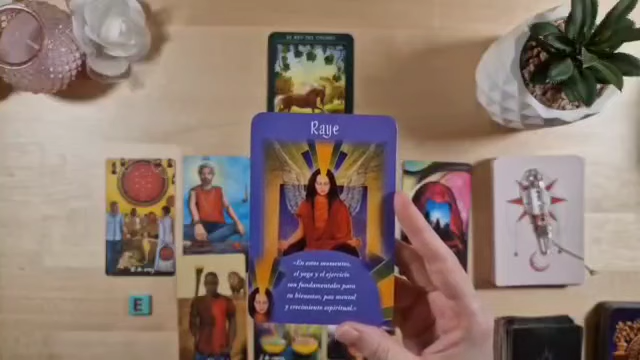 Raye
«En estos momentos,
el yoga y el ejercicio
son fundamentales para
tu bienestar, paz mental
y crecimiento espiritual.»
E